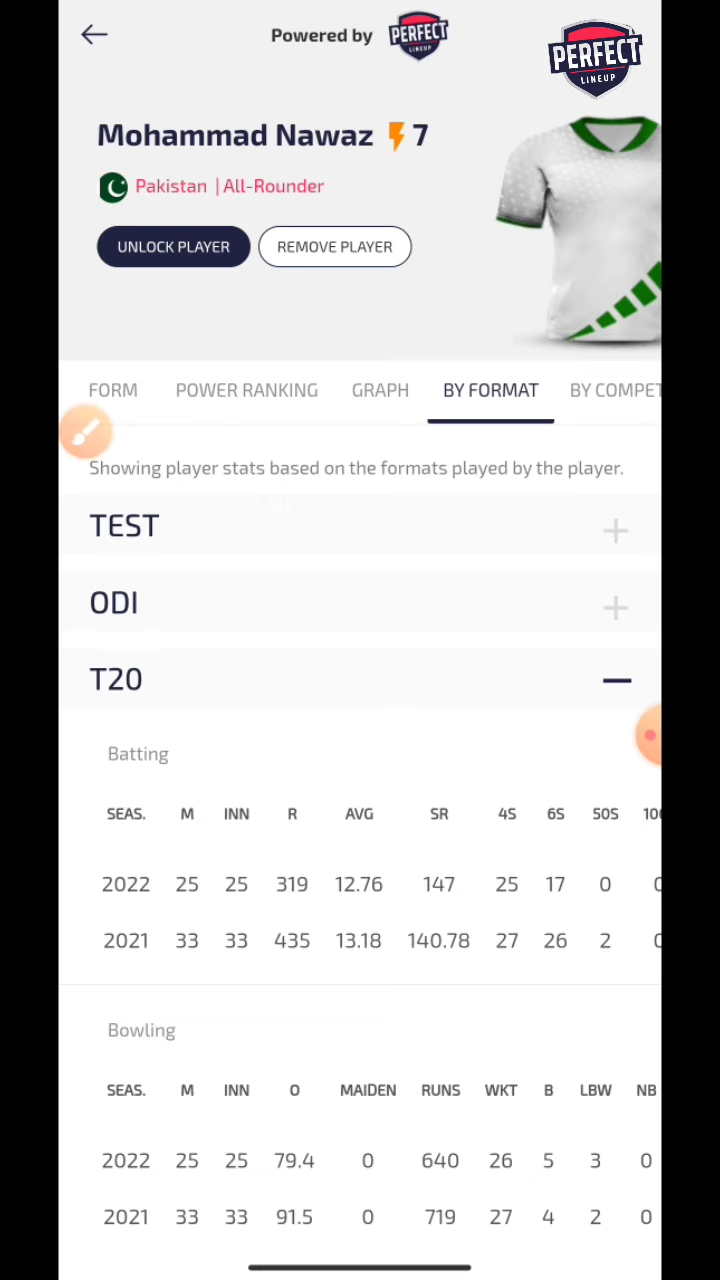 Powered by PERFECT LINEUP
PERFECT LINEUP
Mohammad Nawaz 7
Pakistan | All-Rounder
UNLOCK PLAYER REMOVE PLAYER
FORM POWER RANKING GRAPH BY FORMAT BY COMPET
Showing player stats based on the formats played by the player.
TEST +
ODI +
T20 —
Batting
SEAS. M INN R AVG SR 4S 6S 50S 100
2022 25 25 319 12.76 147 25 17 0 0
2021 33 33 435 13.18 140.78 27 26 2 0
Bowling
SEAS. M INN O MAIDEN RUNS WKT B LBW NB
2022 25 25 79.4 0 640 26 5 3 0
2021 33 33 91.5 0 719 27 4 2 0